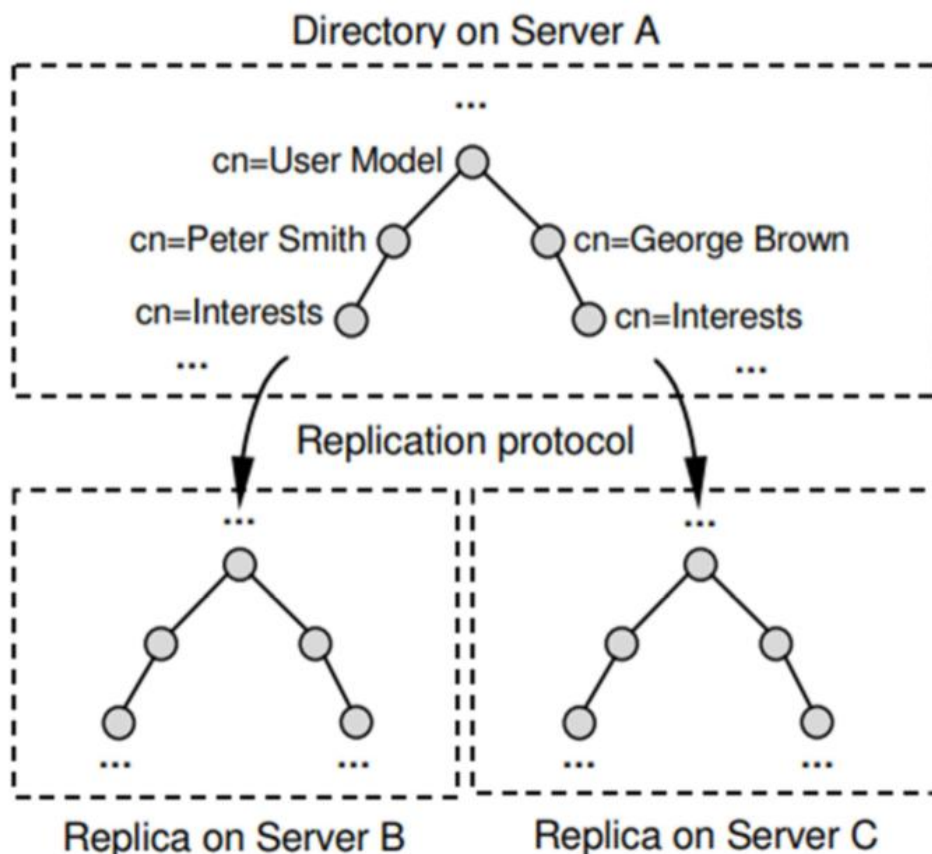 Directory on Server A
...
cn=User Model
cn=Peter Smith cn=George Brown
cn=Interests cn=Interests
... ...
Replication protocol
... ...
... ... ... ...
Replica on Server B Replica on Server C